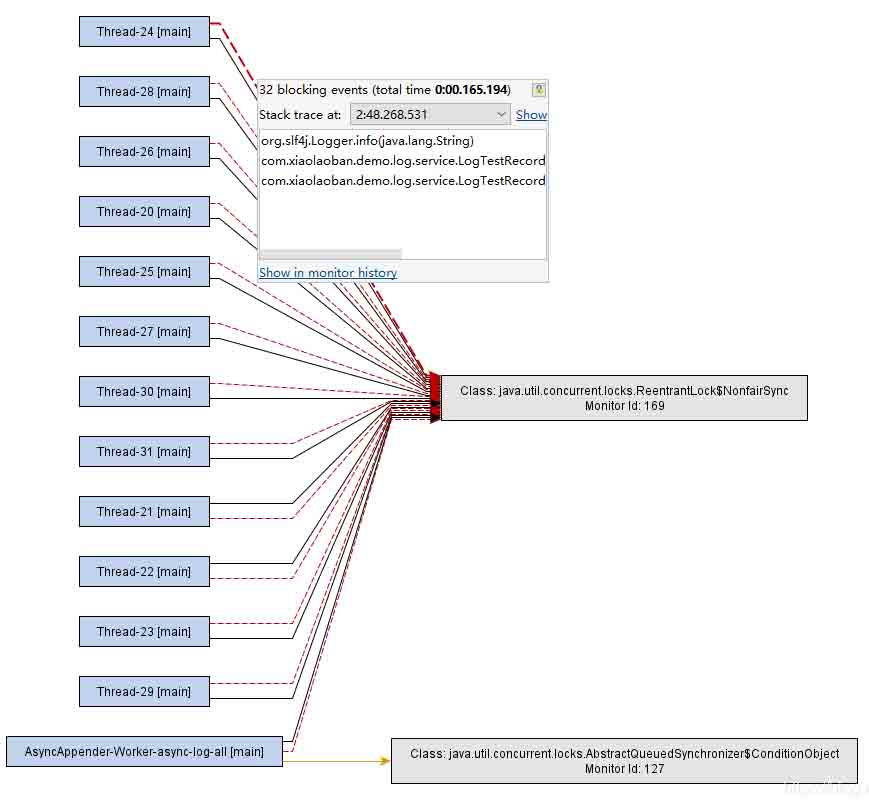 Thread-24 [main]
32 blocking events (total time 0:00.165.194)
Thread-28 [main]
Stack trace at: 2:48.268.531 Show
org.slf4j.Logger.info(java.lang.String)
Thread-26 [main]
com.xiaolaoban.demo.log.service.LogTestRecord
com.xiaolaoban.demo.log.service.LogTestRecord
Thread-20 [main]
Thread-25 [main]
Show in monitor history
Thread-27 [main]
Thread-30 [main]
Class: java.util.concurrent.locks.ReentrantLock$NonfairSync
Monitor Id: 169
Thread-31 [main]
Thread-21 [main]
Thread-22 [main]
Thread-23 [main]
Thread-29 [main]
AsyncAppender-Worker-async-log-all [main]
Class: java.util.concurrent.locks.AbstractQueuedSynchronizer$ConditionObject
Monitor Id: 127